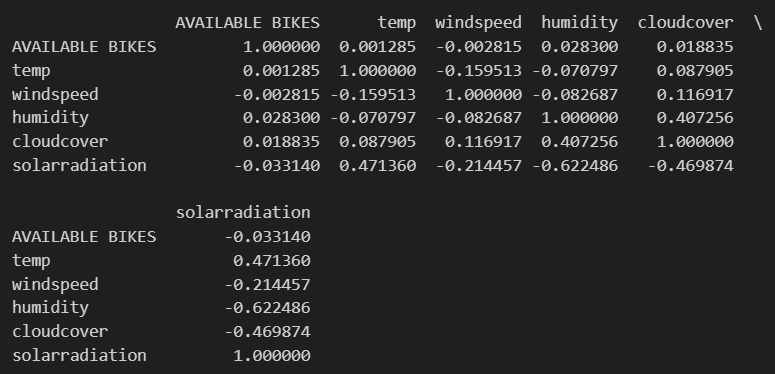 AVAILABLE BIKES      temp  windspeed  humidity  cloudcover  \
AVAILABLE BIKES         1.000000  0.001285  -0.002815  0.028300    0.018835
temp                    0.001285  1.000000  -0.159513 -0.070797    0.087905
windspeed              -0.002815 -0.159513   1.000000 -0.082687    0.116917
humidity                0.028300 -0.070797  -0.082687  1.000000    0.407256
cloudcover              0.018835  0.087905   0.116917  0.407256    1.000000
solarradiation         -0.033140  0.471360  -0.214457 -0.622486   -0.469874

                 solarradiation
AVAILABLE BIKES       -0.033140
temp                   0.471360
windspeed             -0.214457
humidity              -0.622486
cloudcover            -0.469874
solarradiation         1.000000